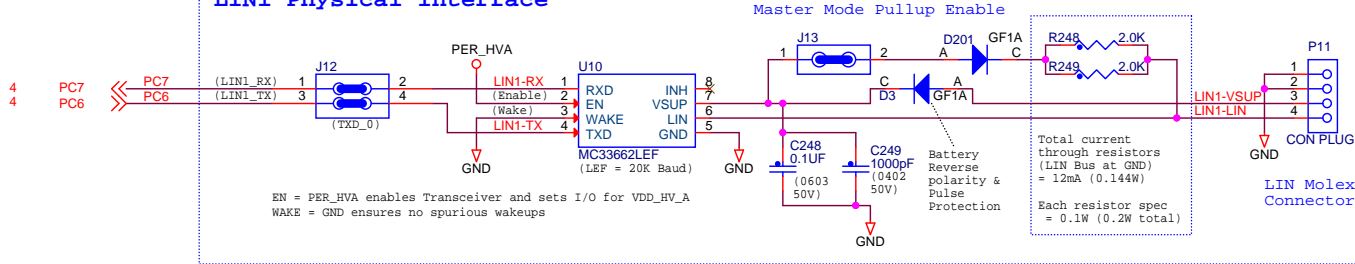 LIN1 Physical Interface
Master Mode Pullup Enable
J13
1
2
A
D201
GF1A
C
R248
2.0K
R249
2.0K
P11
1
2
3
4
CON PLUG
PER_HVA
U10
J12
4
PC7
PC7
(LIN1_RX)
1
2
LIN1-RX
1
RXD
INH
8
4
PC6
PC6
(LIN1_TX)
3
4
(Enable)
2
EN
VSUP
7
(Wake)
3
WAKE
LIN
6
(TXD_0)
LIN1-TX
4
TXD
GND
5
C
A
D3
GF1A
LIN1-VSUP
LIN1-LIN
MC33662LEF
(LEF = 20K Baud)
GND
GND
GND
C248
0.1UF
(0603
50V)
C249
1000pF
(0402
50V)
GND
Battery
Reverse
polarity &
Pulse
Protection
Total current
through resistors
(LIN Bus at GND)
= 12mA (0.144W)
Each resistor spec
= 0.1W (0.2W total)
LIN Molex
Connector
EN = PER_HVA enables Transceiver and sets I/O for VDD_HV_A
WAKE = GND ensures no spurious wakeups